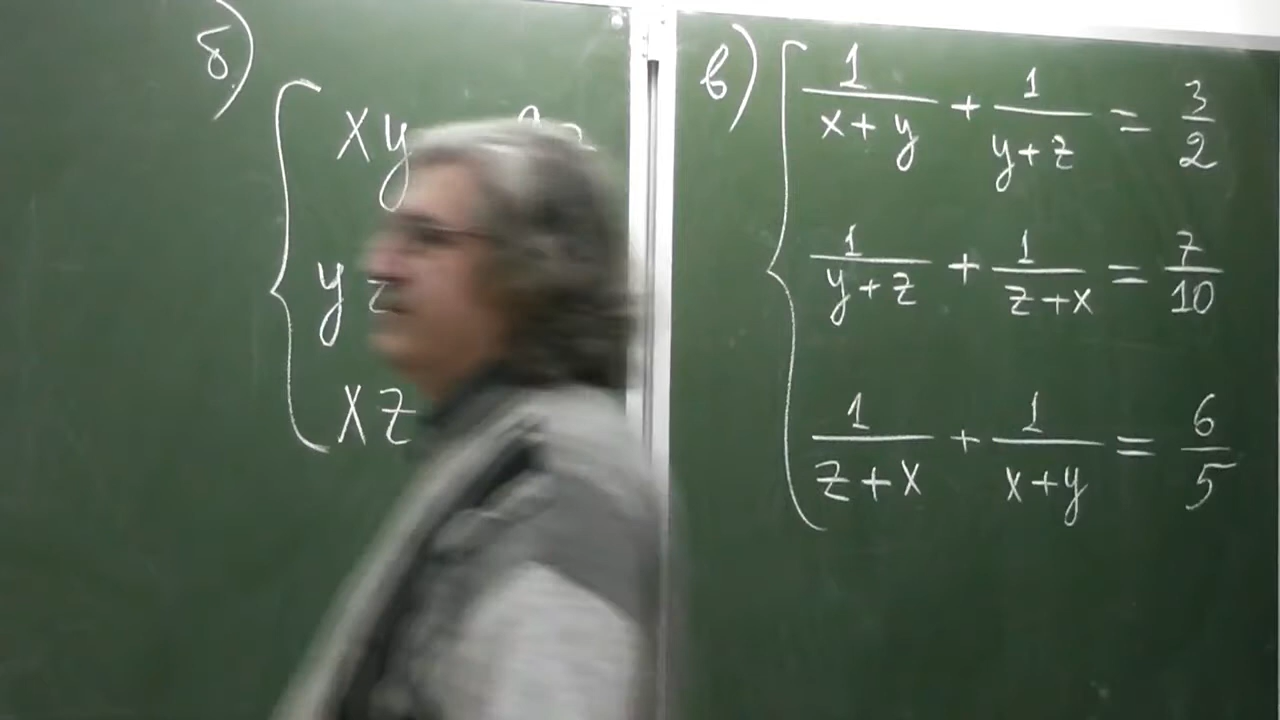 б)
xy
yz
xz
в)
1/(x+y) + 1/(y+z) = 3/2
1/(y+z) + 1/(z+x) = 7/10
1/(z+x) + 1/(x+y) = 6/5